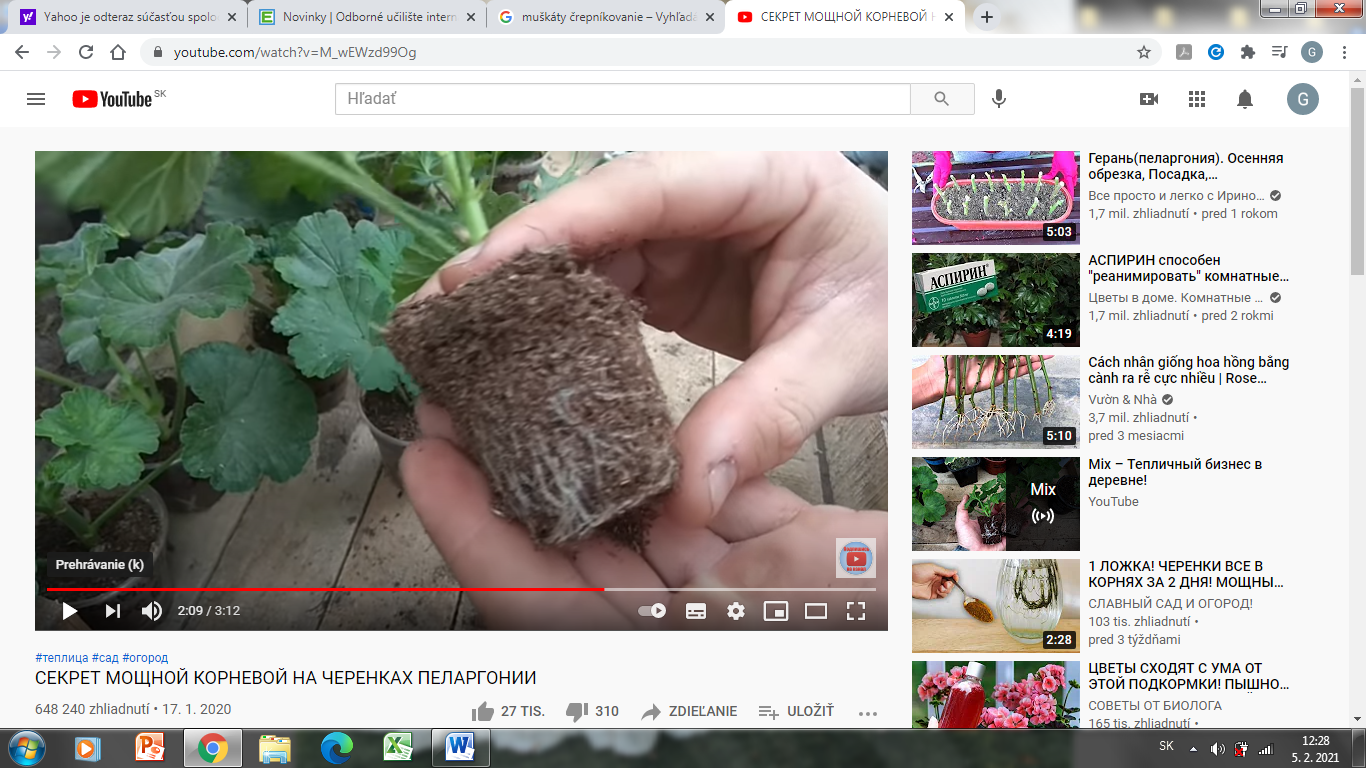 Yahoo je odteraz súčasťou spolo
Novinky | Odborné učilište intern
muškáty črepníkovanie – Vyhľadá
СЕКРЕТ МОЩНОЙ КОРНЕВОЙ Н
youtube.com/watch?v=M_wEWzd99Og
G
YouTube SK
Hľadať
G
Prehrávanie (k)
2:09 / 3:12
#теплица #сад #огород
СЕКРЕТ МОЩНОЙ КОРНЕВОЙ НА ЧЕРЕНКАХ ПЕЛАРГОНИИ
648 240 zhliadnutí • 17. 1. 2020
27 TIS.
310
ZDIEĽANIE
ULOŽIŤ
5:03
Герань(пеларгония). Осенняя
обрезка, Посадка,...
Все просто и легко с Ирино...
1,7 mil. zhliadnutí • pred 1 rokom
АСПИРИН
4:19
АСПИРИН способен
"реанимировать" комнатные...
Цветы в доме. Комнатные ...
1,7 mil. zhliadnutí • pred 2 rokmi
5:10
Cách nhân giống hoa hồng bằng
cành ra rễ cực nhiều | Rose...
Vườn & Nhà
3,7 mil. zhliadnutí •
pred 3 mesiacmi
Mix
Mix – Тепличный бизнес в
деревне!
YouTube
2:28
1 ЛОЖКА! ЧЕРЕНКИ ВСЕ В
КОРНЯХ ЗА 2 ДНЯ! МОЩНЫ...
СЛАВНЫЙ САД И ОГОРОД!
103 tis. zhliadnutí •
pred 3 týždňami
ЦВЕТЫ СХОДЯТ С УМА ОТ
ЭТОЙ ПОДКОРМКИ! ПЫШНО...
СОВЕТЫ ОТ БИОЛОГА
165 tis. zhliadnutí •
SK
12:28
5. 2. 2021